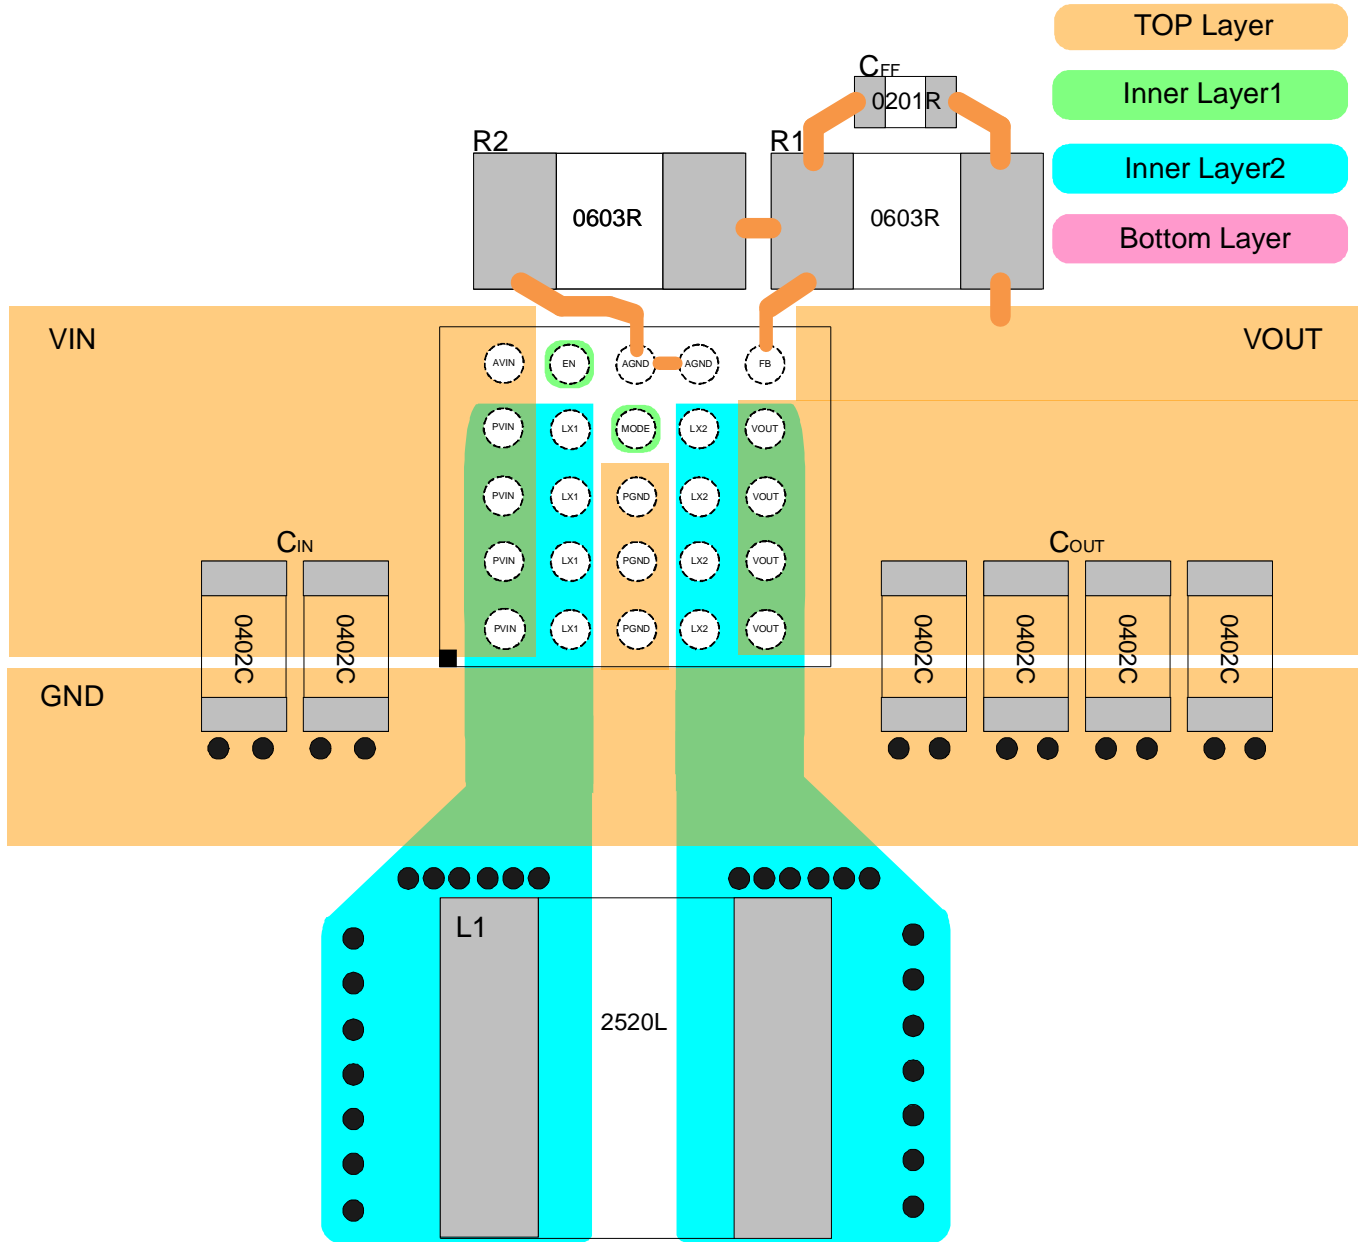 TOP Layer
Inner Layer1
Inner Layer2
Bottom Layer
CFF
0201R
R2
R1
0603R
0603R
VIN
VOUT
AVIN EN AGND AGND FB
PVIN LX1 MODE LX2 VOUT
PVIN LX1 PGND LX2 VOUT
CIN
COUT
PVIN LX1 PGND LX2 VOUT
PVIN LX1 PGND LX2 VOUT
0402C
0402C
0402C
0402C
0402C
0402C
GND
L1
2520L